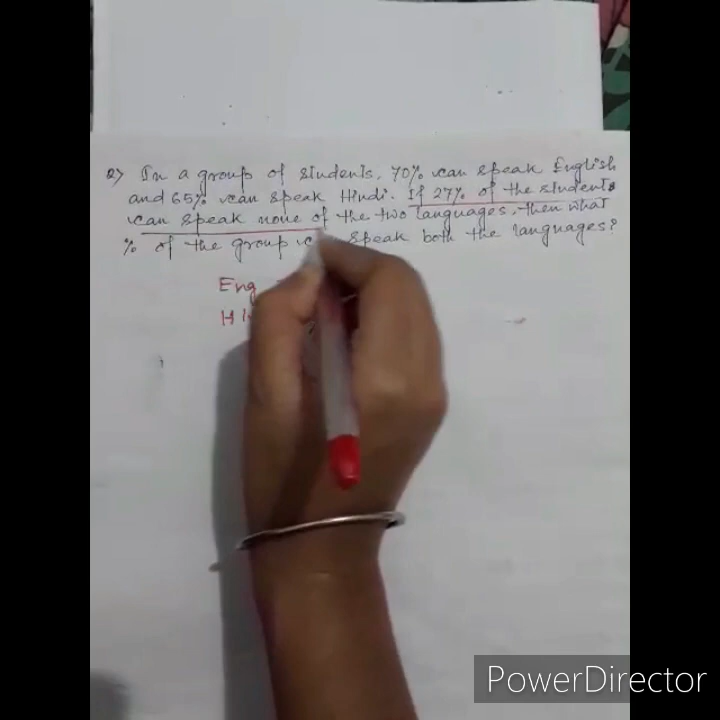 Q> In a group of students, 70% can speak English
and 65% can speak Hindi. If 27% of the students
can speak none of the two languages, then what
% of the group speak both the languages?
Eng
PowerDirector